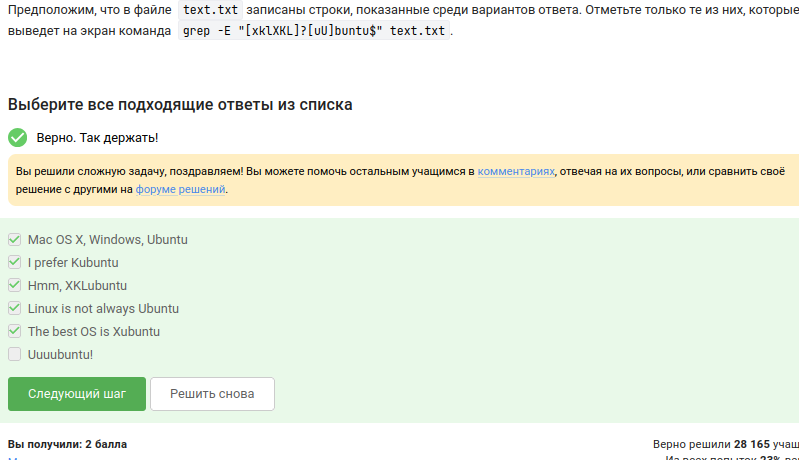 Предположим, что в файле text.txt записаны строки, показанные среди вариантов ответа. Отметьте только те из них, которые
выведет на экран команда grep -E "[xklXKL]?[uU]buntu$" text.txt.
Выберите все подходящие ответы из списка
Верно. Так держать!
Вы решили сложную задачу, поздравляем! Вы можете помочь остальным учащимся в комментариях, отвечая на их вопросы, или сравнить своё
решение с другими на форуме решений.
Mac OS X, Windows, Ubuntu
I prefer Kubuntu
Hmm, XKLubuntu
Linux is not always Ubuntu
The best OS is Xubuntu
Uuuubuntu!
Следующий шаг Решить снова
Вы получили: 2 балла Верно решили 28 165 учащ
Из всех попыток 23%